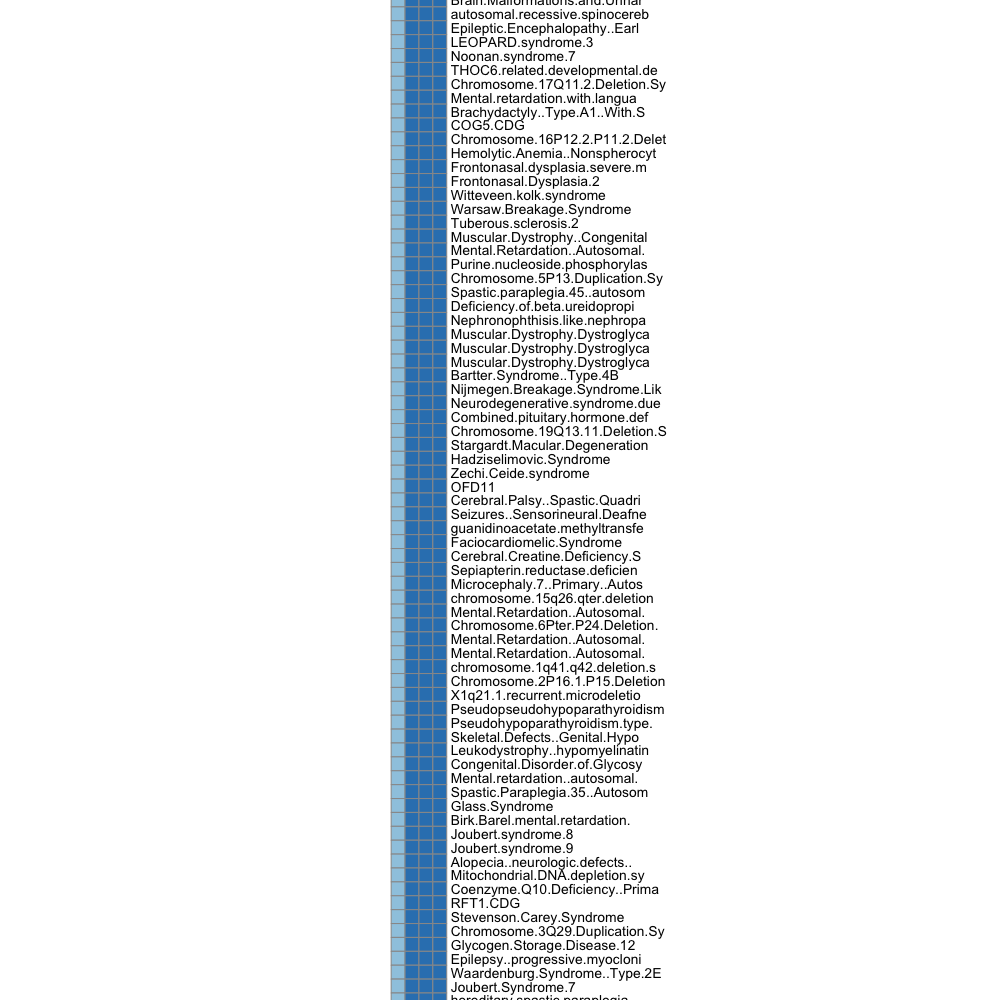 Brain.Malformations.and.Urinar
autosomal.recessive.spinocereb
Epileptic.Encephalopathy..Earl
LEOPARD.syndrome.3
Noonan.syndrome.7
THOC6.related.developmental.de
Chromosome.17Q11.2.Deletion.Sy
Mental.retardation.with.langua
Brachydactyly..Type.A1..With.S
COG5.CDG
Chromosome.16P12.2.P11.2.Delet
Hemolytic.Anemia..Nonspherocyt
Frontonasal.dysplasia.severe.m
Frontonasal.Dysplasia.2
Witteveen.kolk.syndrome
Warsaw.Breakage.Syndrome
Tuberous.sclerosis.2
Muscular.Dystrophy..Congenital
Mental.Retardation..Autosomal.
Purine.nucleoside.phosphorylas
Chromosome.5P13.Duplication.Sy
Spastic.paraplegia.45..autosom
Deficiency.of.beta.ureidopropi
Nephronophthisis.like.nephropa
Muscular.Dystrophy.Dystroglyca
Muscular.Dystrophy.Dystroglyca
Muscular.Dystrophy.Dystroglyca
Bartter.Syndrome..Type.4B
Nijmegen.Breakage.Syndrome.Lik
Neurodegenerative.syndrome.due
Combined.pituitary.hormone.def
Chromosome.19Q13.11.Deletion.S
Stargardt.Macular.Degeneration
Hadziselimovic.Syndrome
Zechi.Ceide.syndrome
OFD11
Cerebral.Palsy..Spastic.Quadri
Seizures..Sensorineural.Deafne
guanidinoacetate.methyltransfe
Faciocardiomelic.Syndrome
Cerebral.Creatine.Deficiency.S
Sepiapterin.reductase.deficien
Microcephaly.7..Primary..Autos
chromosome.15q26.qter.deletion
Mental.Retardation..Autosomal.
Chromosome.6Pter.P24.Deletion.
Mental.Retardation..Autosomal.
Mental.Retardation..Autosomal.
chromosome.1q41.q42.deletion.s
Chromosome.2P16.1.P15.Deletion
X1q21.1.recurrent.microdeletio
Pseudopseudohypoparathyroidism
Pseudohypoparathyroidism.type.
Skeletal.Defects..Genital.Hypo
Leukodystrophy..hypomyelinatin
Congenital.Disorder.of.Glycosy
Mental.retardation..autosomal.
Spastic.Paraplegia.35..Autosom
Glass.Syndrome
Birk.Barel.mental.retardation.
Joubert.syndrome.8
Joubert.syndrome.9
Alopecia..neurologic.defects..
Mitochondrial.DNA.depletion.sy
Coenzyme.Q10.Deficiency..Prima
RFT1.CDG
Stevenson.Carey.Syndrome
Chromosome.3Q29.Duplication.Sy
Glycogen.Storage.Disease.12
Epilepsy..progressive.myocloni
Waardenburg.Syndrome..Type.2E
Joubert.Syndrome.7
hereditary.spastic.paraplegia